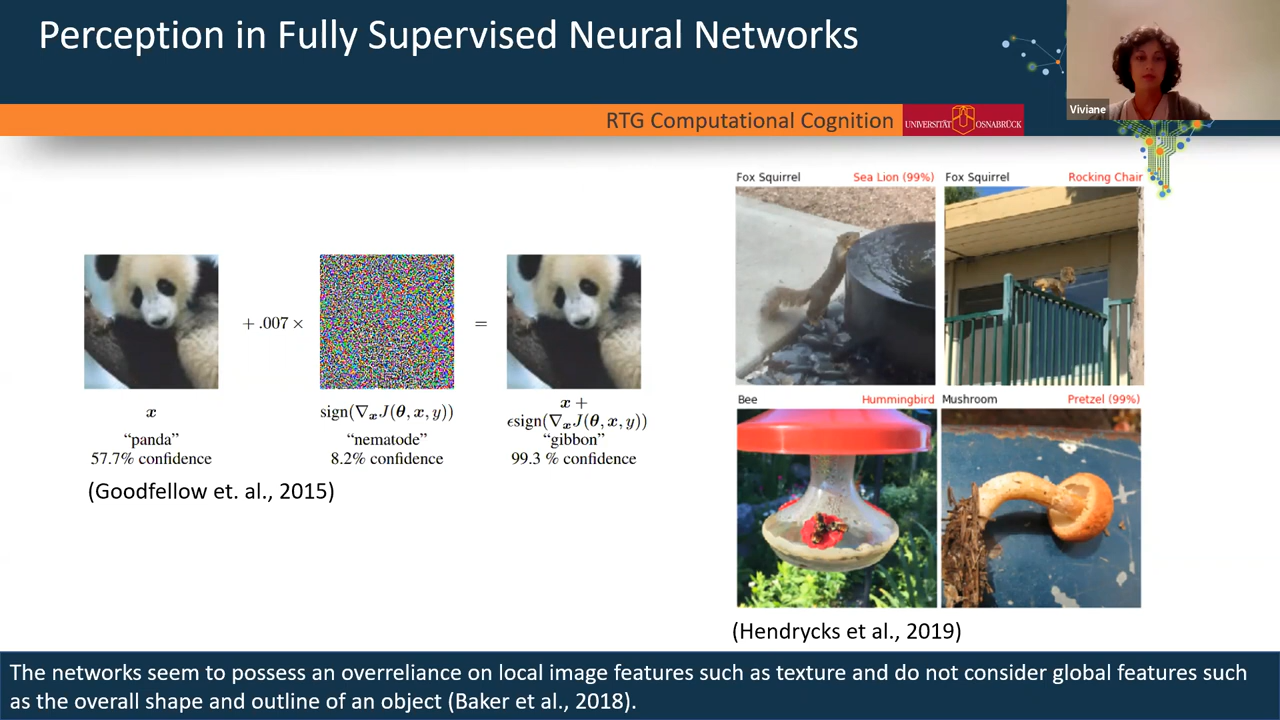 Perception in Fully Supervised Neural Networks
Viviane
RTG Computational Cognition
UNIVERSITÄT OSNABRÜCK
Fox Squirrel Sea Lion (99%) Fox Squirrel Rocking Chair
+ .007 ×
=
x
sign(∇ₓJ(θ, x, y))
x +
ϵsign(∇ₓJ(θ, x, y))
“panda”
“nematode”
“gibbon”
57.7% confidence
8.2% confidence
99.3 % confidence
(Goodfellow et. al., 2015)
Bee Hummingbird Mushroom Pretzel (99%)
(Hendrycks et al., 2019)
The networks seem to possess an overreliance on local image features such as texture and do not consider global features such
as the overall shape and outline of an object (Baker et al., 2018).